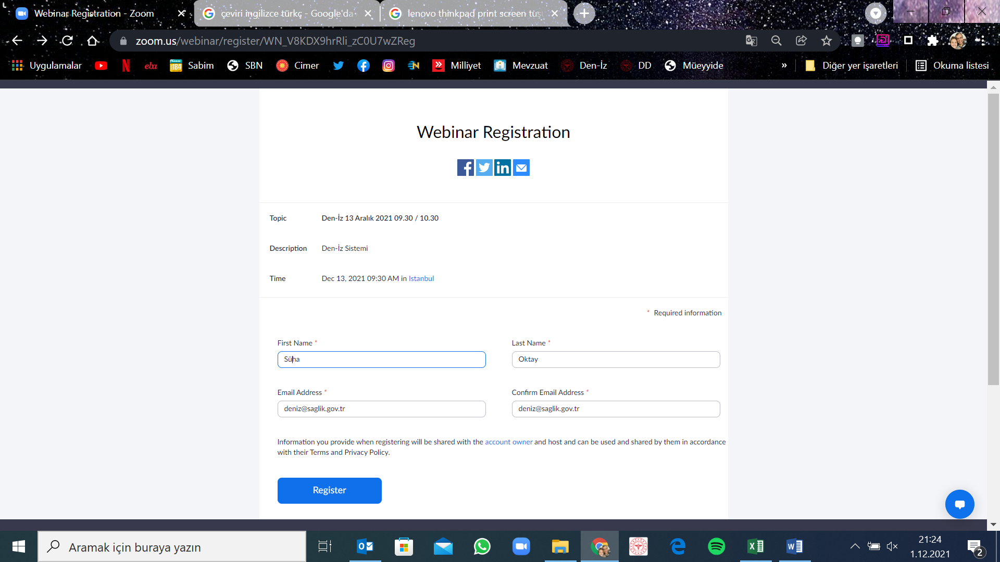 Webinar Registration - Zoom
çeviri ingilizce türkç - Google'da
lenovo thinkpad print screen tuş
zoom.us/webinar/register/WN_V8KDX9hrRli_zC0U7wZReg
Uygulamalar
eba
184
Sabim
SBN
Cimer
Milliyet
Mevzuat
Den-İz
DD
Müeyyide
»
Diğer yer işaretleri
Okuma listesi
Webinar Registration
Topic
Den-İz 13 Aralık 2021 09.30 / 10.30
Description
Den-İz Sistemi
Time
Dec 13, 2021 09:30 AM in Istanbul
* Required information
First Name *
Last Name *
Süha
Oktay
Email Address *
Confirm Email Address *
deniz@saglik.gov.tr
deniz@saglik.gov.tr
Information you provide when registering will be shared with the account owner and host and can be used and shared by them in accordance
with their Terms and Privacy Policy.
Register
Aramak için buraya yazın
21:24
1.12.2021
2